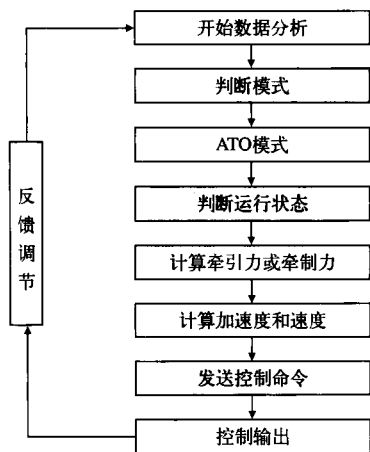 开始数据分析
判断模式
ATO模式
判断运行状态
计算牵引力或牵制力
计算加速度和速度
发送控制命令
控制输出
反馈调节